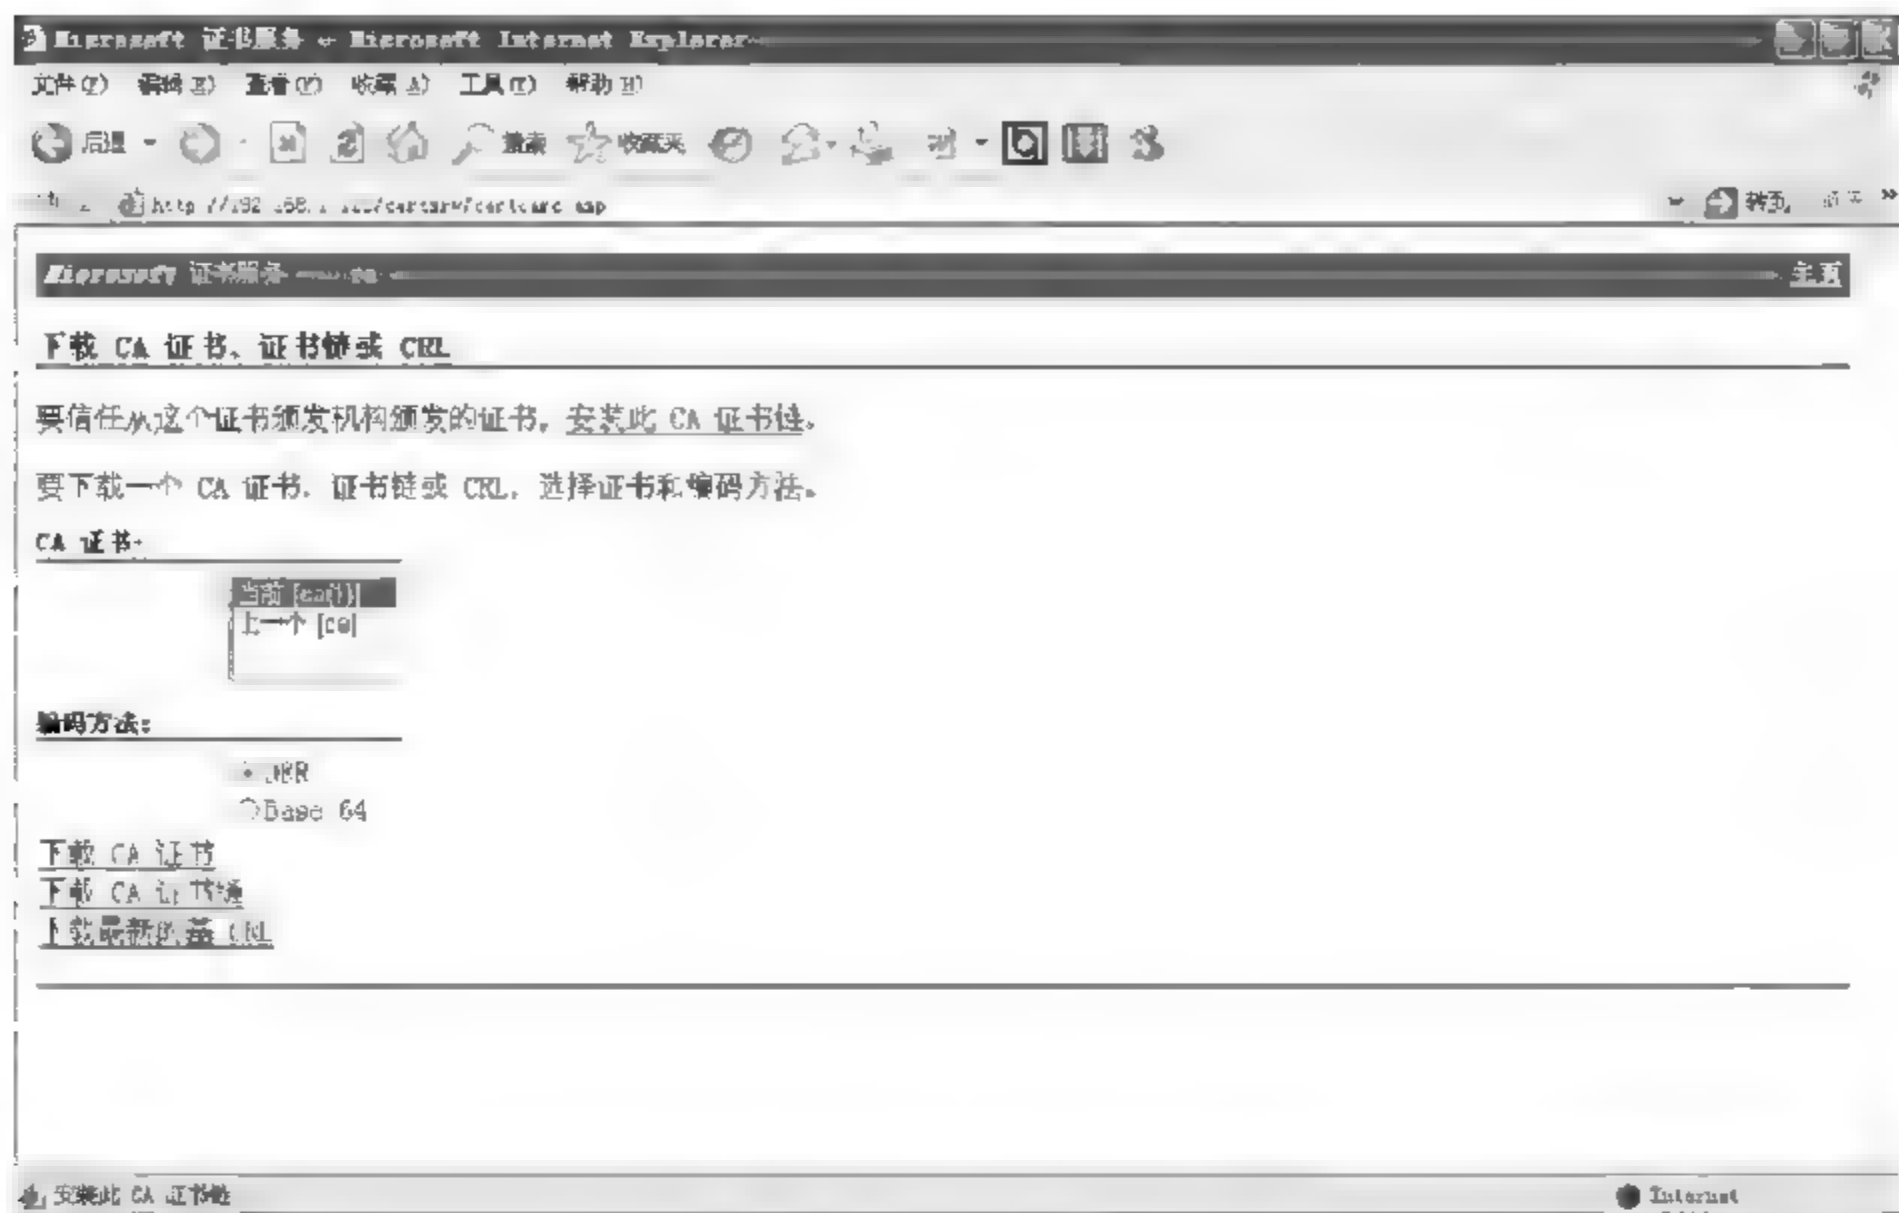 Microsoft 证书服务 - Microsoft Internet Explorer
文件(F) 编辑(E) 查看(V) 收藏(A) 工具(T) 帮助(H)
后退 搜索 收藏夹
转到
Microsoft 证书服务 -- ca 主页
下载 CA 证书、证书链或 CRL
要信任从这个证书颁发机构颁发的证书，安装此 CA 证书链。
要下载一个 CA 证书、证书链或 CRL，选择证书和编码方法。
CA 证书:
当前 [ca(1)]
上一个 [ca]
编码方法:
DER
Base 64
下载 CA 证书
下载 CA 证书链
下载最新的基 CRL
安装此 CA 证书链
Internet